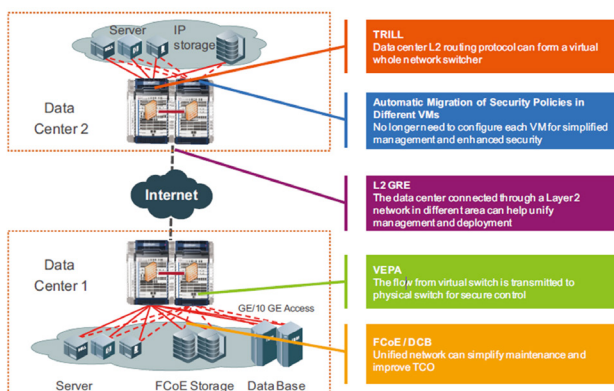 Server
IP
storage
Data
Center 2
Internet
Data
Center 1
GE/10 GE Access
Server
FCoE Storage
DataBase
TRILL
Data center L2 routing protocol can form a virtual
whole network switcher
Automatic Migration of Security Policies in
Different VMs
No longer need to configure each VM for simplified
management and enhanced security
L2 GRE
The data center connected through a Layer 2
network in different area can help unify
management and deployment
VEPA
The flow from virtual switch is transmitted to
physical switch for secure control
FCoE / DCB
Unified network can simplify maintenance and
improve TCO